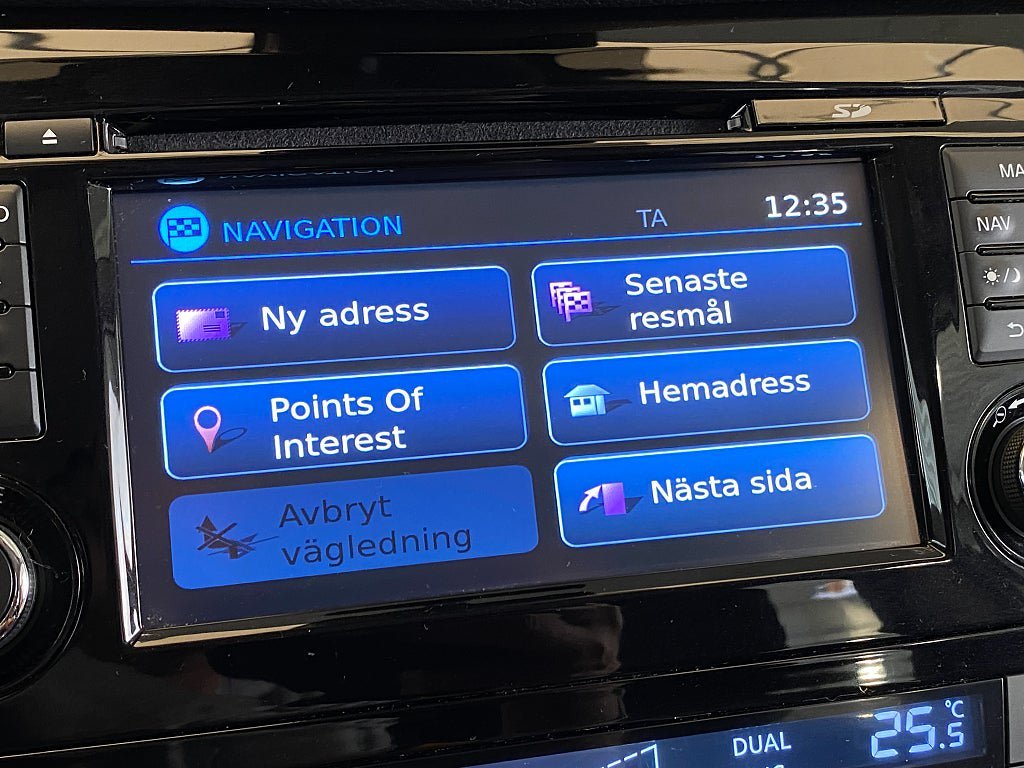 SD
MA
NAVIGATION
TA
12:35
NAV
Ny adress
Senaste
resmål
Points Of
Interest
Hemadress
Avbryt
vägledning
Nästa sida
DUAL
25.5
°C